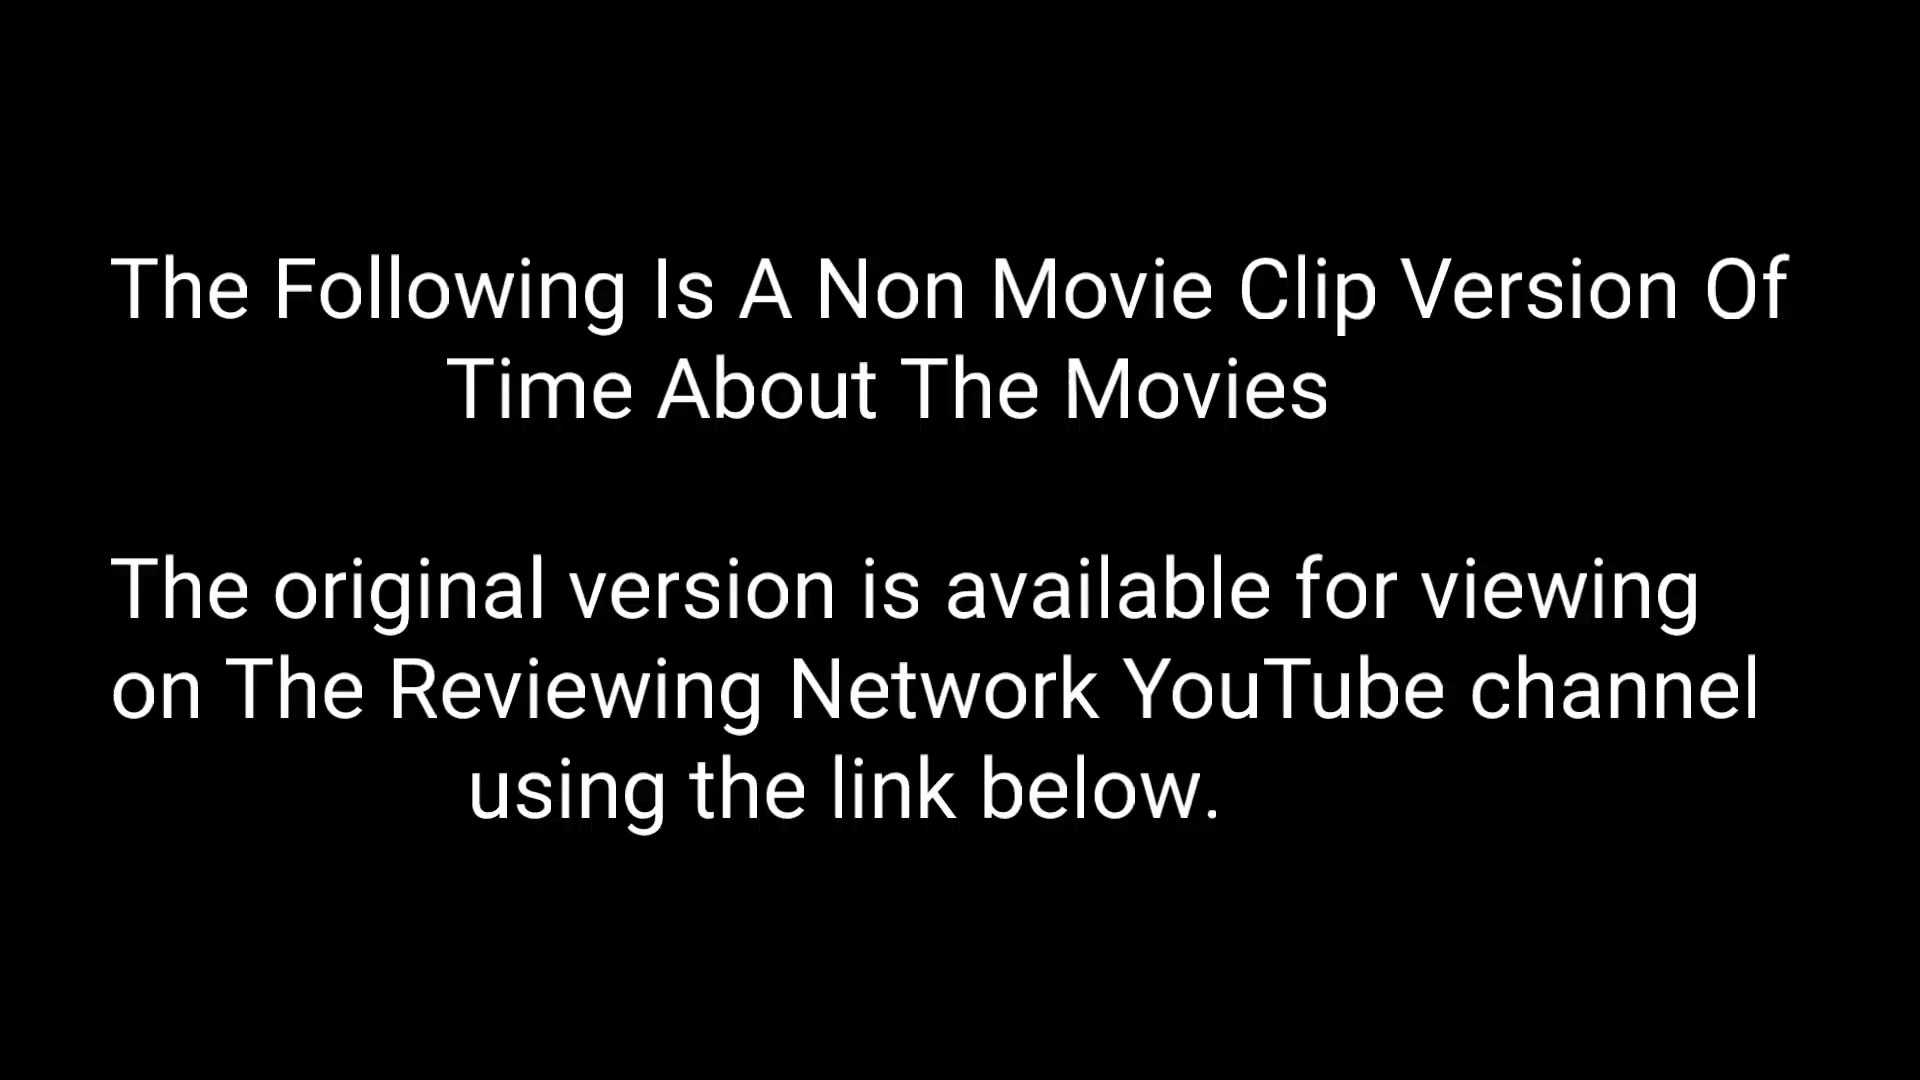 The Following Is A Non Movie Clip Version Of
Time About The Movies
The original version is available for viewing
on The Reviewing Network YouTube channel
using the link below.